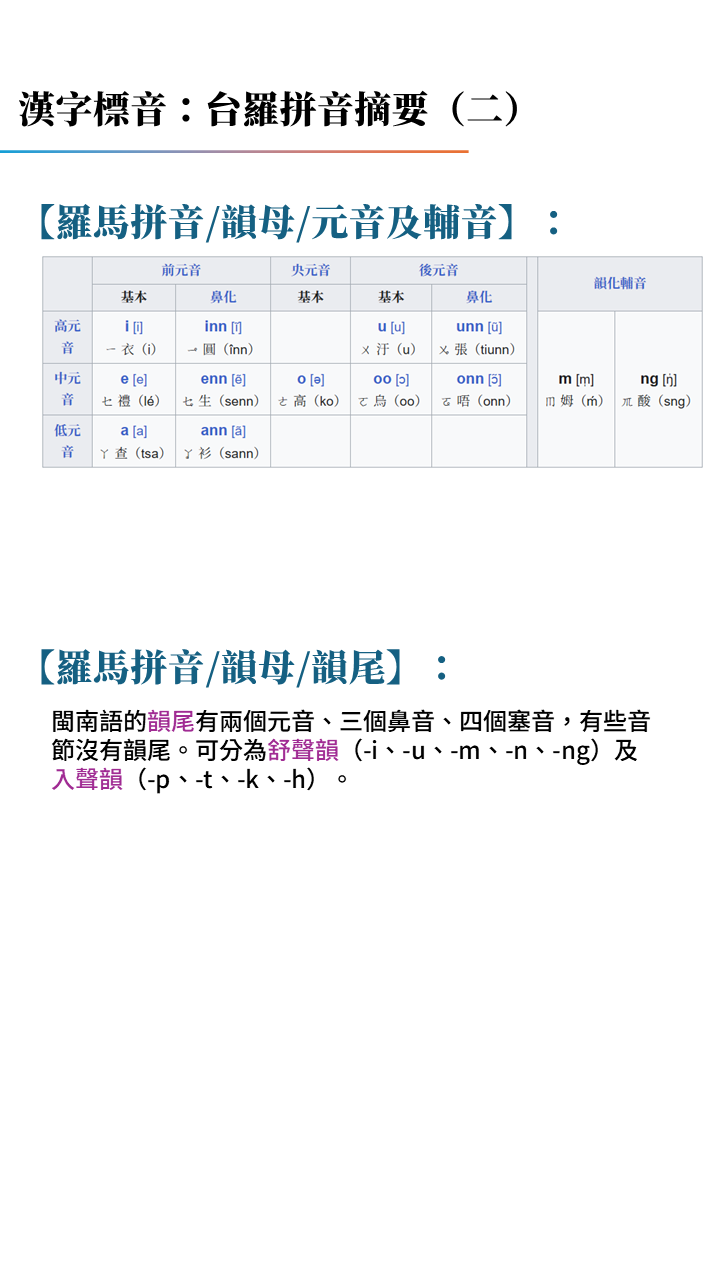 漢字標音：台羅拼音摘要（二）
【羅馬拼音/韻母/元音及輔音】：
前元音 央元音 後元音 韻化輔音
基本 鼻化 基本 基本 鼻化
高元音 i [i] inn [ĩ] u [u] unn [ũ]
ㄧ 衣（i） ㆪ 圓（înn） ㄨ 汙（u） ㆫ 張（tiunn）
中元音 e [e] enn [ẽ] o [ə] oo [ɔ] onn [ɔ̃] m [m̩] ng [ŋ̍]
ㆤ 禮（lé） ㆥ 生（senn） ㄜ 高（ko） ㆦ 烏（oo） ㆧ 唔（onn） ㆬ 姆（ḿ） ㆭ 酸（sng）
低元音 a [a] ann [ã]
ㄚ 查（tsa） ㆩ 衫（sann）
【羅馬拼音/韻母/韻尾】：
閩南語的韻尾有兩個元音、三個鼻音、四個塞音，有些音
節沒有韻尾。可分為舒聲韻（-i、-u、-m、-n、-ng）及
入聲韻（-p、-t、-k、-h）。